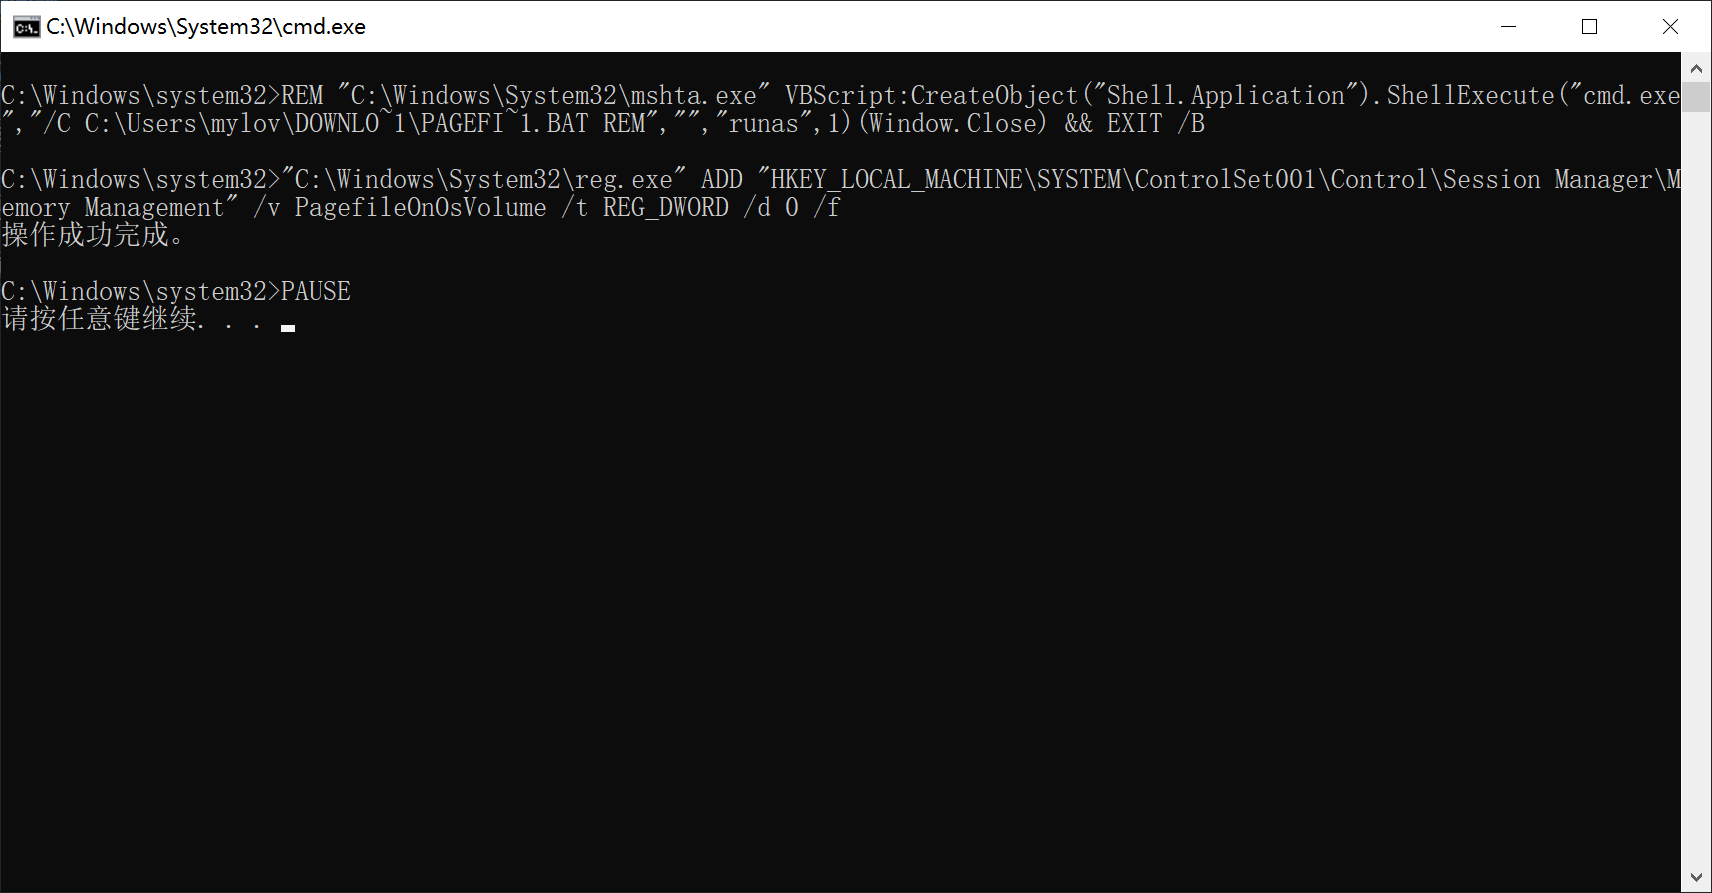 C:\Windows\System32\cmd.exe
C:\Windows\system32>REM "C:\Windows\System32\mshta.exe" VBScript:CreateObject("Shell.Application").ShellExecute("cmd.exe
","/C C:\Users\mylov\DOWNLO~1\PAGEFI~1.BAT REM","","runas",1)(Window.Close) && EXIT /B
C:\Windows\system32>"C:\Windows\System32\reg.exe" ADD "HKEY_LOCAL_MACHINE\SYSTEM\ControlSet001\Control\Session Manager\M
emory Management" /v PagefileOnOsVolume /t REG_DWORD /d 0 /f
操作成功完成。
C:\Windows\system32>PAUSE
请按任意键继续. . .